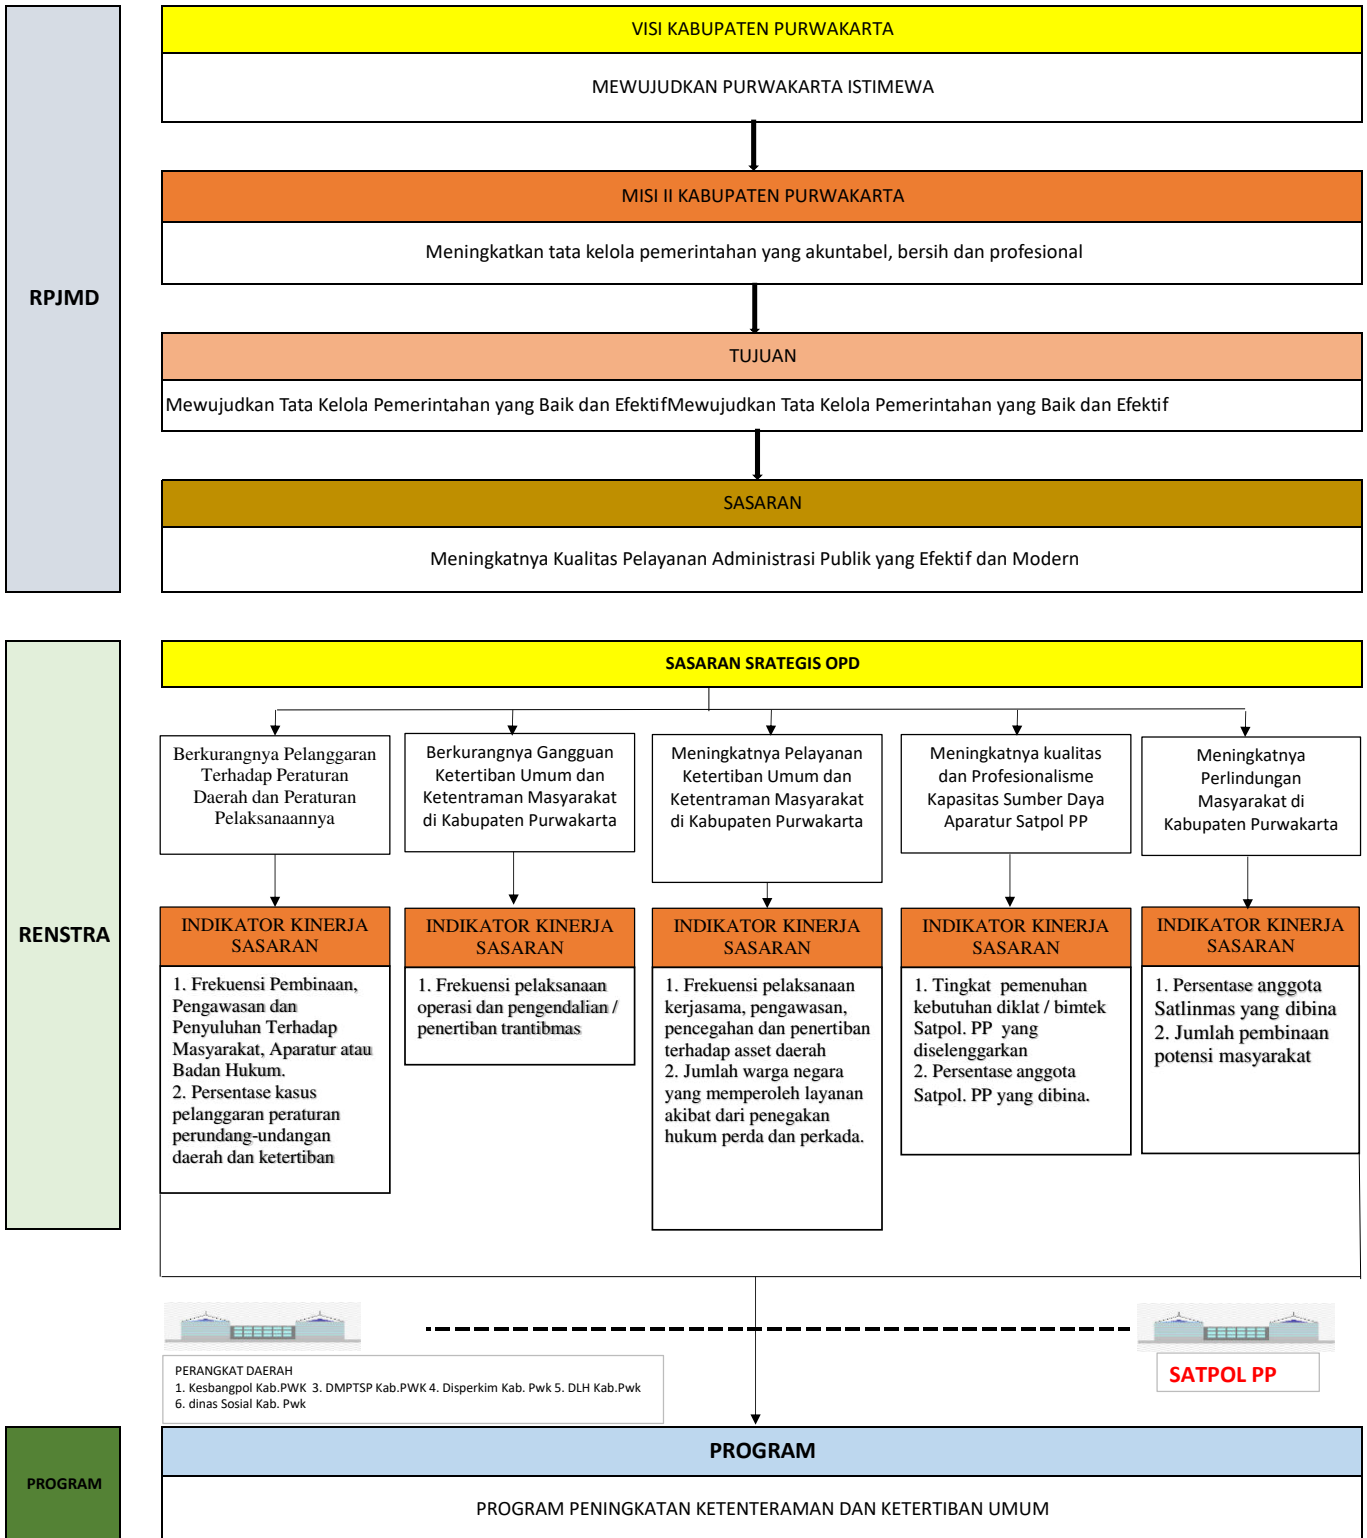 RPJMD
VISI KABUPATEN PURWAKARTA
MEWUJUDKAN PURWAKARTA ISTIMEWA
MISI II KABUPATEN PURWAKARTA
Meningkatkan tata kelola pemerintahan yang akuntabel, bersih dan profesional
TUJUAN
Mewujudkan Tata Kelola Pemerintahan yang Baik dan EfektifMewujudkan Tata Kelola Pemerintahan yang Baik dan Efektif
SASARAN
Meningkatnya Kualitas Pelayanan Administrasi Publik yang Efektif dan Modern
RENSTRA
SASARAN SRATEGIS OPD
Berkurangnya Pelanggaran
Terhadap Peraturan
Daerah dan Peraturan
Pelaksanaannya
Berkurangnya Gangguan
Ketertiban Umum dan
Ketentraman Masyarakat
di Kabupaten Purwakarta
Meningkatnya Pelayanan
Ketertiban Umum dan
Ketentraman Masyarakat
di Kabupaten Purwakarta
Meningkatnya kualitas
dan Profesionalisme
Kapasitas Sumber Daya
Aparatur Satpol PP
Meningkatnya
Perlindungan
Masyarakat di
Kabupaten Purwakarta
INDIKATOR KINERJA
SASARAN
1. Frekuensi Pembinaan,
Pengawasan dan
Penyuluhan Terhadap
Masyarakat, Aparatur atau
Badan Hukum.
2. Persentase kasus
pelanggaran peraturan
perundang-undangan
daerah dan ketertiban
INDIKATOR KINERJA
SASARAN
1. Frekuensi pelaksanaan
operasi dan pengendalian /
penertiban trantibmas
INDIKATOR KINERJA
SASARAN
1. Frekuensi pelaksanaan
kerjasama, pengawasan,
pencegahan dan penertiban
terhadap asset daerah
2. Jumlah warga negara
yang memperoleh layanan
akibat dari penegakan
hukum perda dan perkada.
INDIKATOR KINERJA
SASARAN
1. Tingkat pemenuhan
kebutuhan diklat / bimtek
Satpol. PP yang
diselenggarkan
2. Persentase anggota
Satpol. PP yang dibina.
INDIKATOR KINERJA
SASARAN
1. Persentase anggota
Satlinmas yang dibina
2. Jumlah pembinaan
potensi masyarakat
PERANGKAT DAERAH
1. Kesbangpol Kab.PWK 3. DMPTSP Kab.PWK 4. Disperkim Kab. Pwk 5. DLH Kab.Pwk
6. dinas Sosial Kab. Pwk
SATPOL PP
PROGRAM
PROGRAM
PROGRAM PENINGKATAN KETENTERAMAN DAN KETERTIBAN UMUM